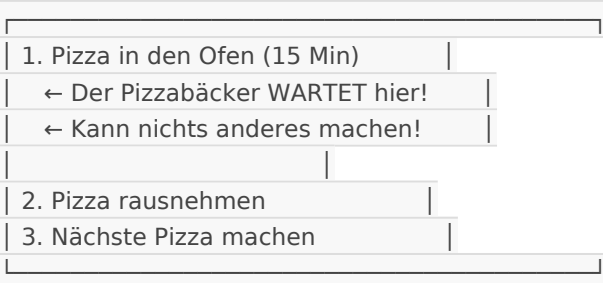 1. Pizza in den Ofen (15 Min)
← Der Pizzabäcker WARTET hier!
← Kann nichts anderes machen!
2. Pizza rausnehmen
3. Nächste Pizza machen